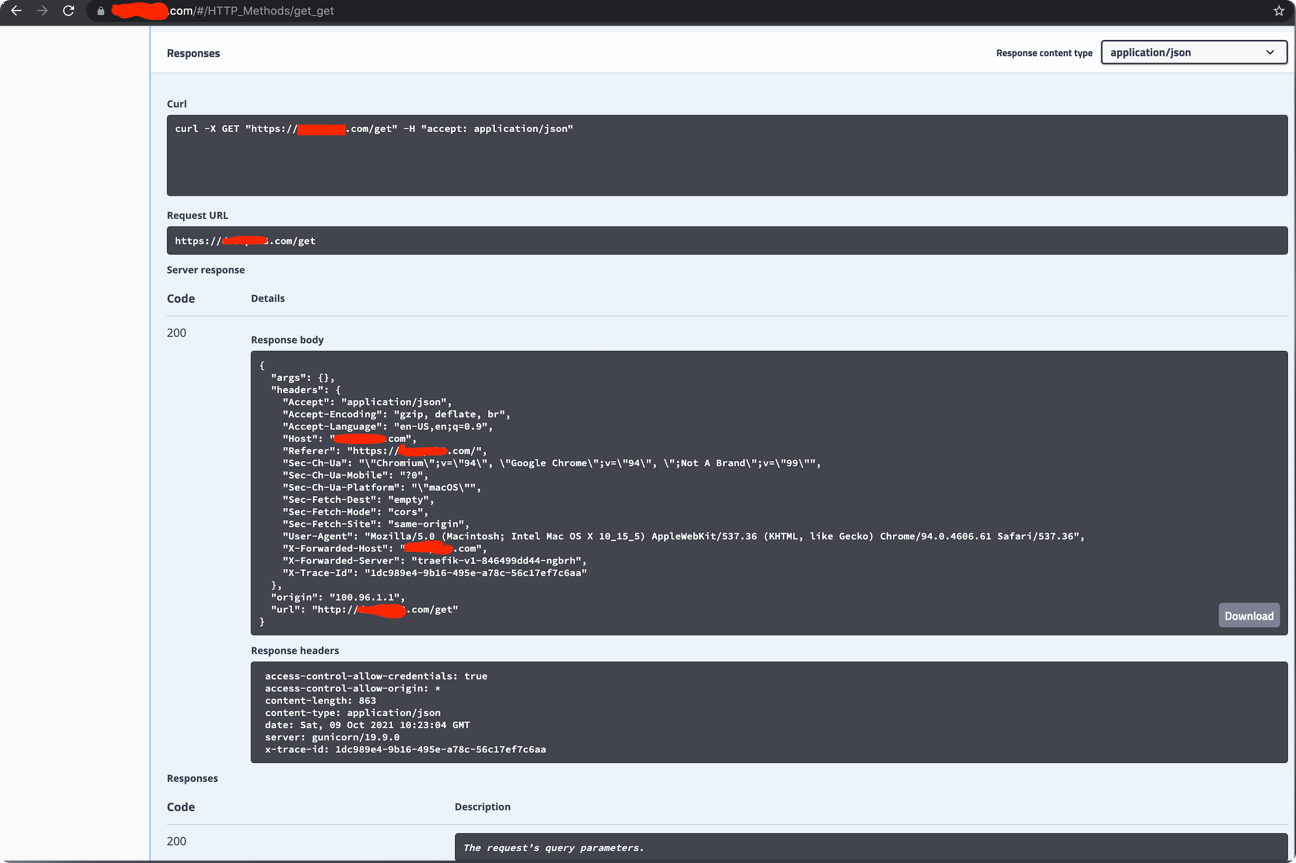 .com/#/HTTP_Methods/get_get
Responses
Response content type
application/json
Curl
curl -X GET "https:// .com/get" -H "accept: application/json"
Request URL
https:// .com/get
Server response
Code Details
200
Response body
{
"args": {},
"headers": {
"Accept": "application/json",
"Accept-Encoding": "gzip, deflate, br",
"Accept-Language": "en-US,en;q=0.9",
"Host": " .com",
"Referer": "https:// .com/",
"Sec-Ch-Ua": "\"Chromium\";v=\"94\", \"Google Chrome\";v=\"94\", \";Not A Brand\";v=\"99\"",
"Sec-Ch-Ua-Mobile": "?0",
"Sec-Ch-Ua-Platform": "\"macOS\"",
"Sec-Fetch-Dest": "empty",
"Sec-Fetch-Mode": "cors",
"Sec-Fetch-Site": "same-origin",
"User-Agent": "Mozilla/5.0 (Macintosh; Intel Mac OS X 10_15_5) AppleWebKit/537.36 (KHTML, like Gecko) Chrome/94.0.4606.61 Safari/537.36",
"X-Forwarded-Host": " .com",
"X-Forwarded-Server": "traefik-v1-846499dd44-ngbrh",
"X-Trace-Id": "1dc989e4-9b16-495e-a78c-56c17ef7c6aa"
},
"origin": "100.96.1.1",
"url": "http:// .com/get"
}
Download
Response headers
access-control-allow-credentials: true
access-control-allow-origin: *
content-length: 863
content-type: application/json
date: Sat, 09 Oct 2021 10:23:04 GMT
server: gunicorn/19.9.0
x-trace-id: 1dc989e4-9b16-495e-a78c-56c17ef7c6aa
Responses
Code Description
200
The request's query parameters.